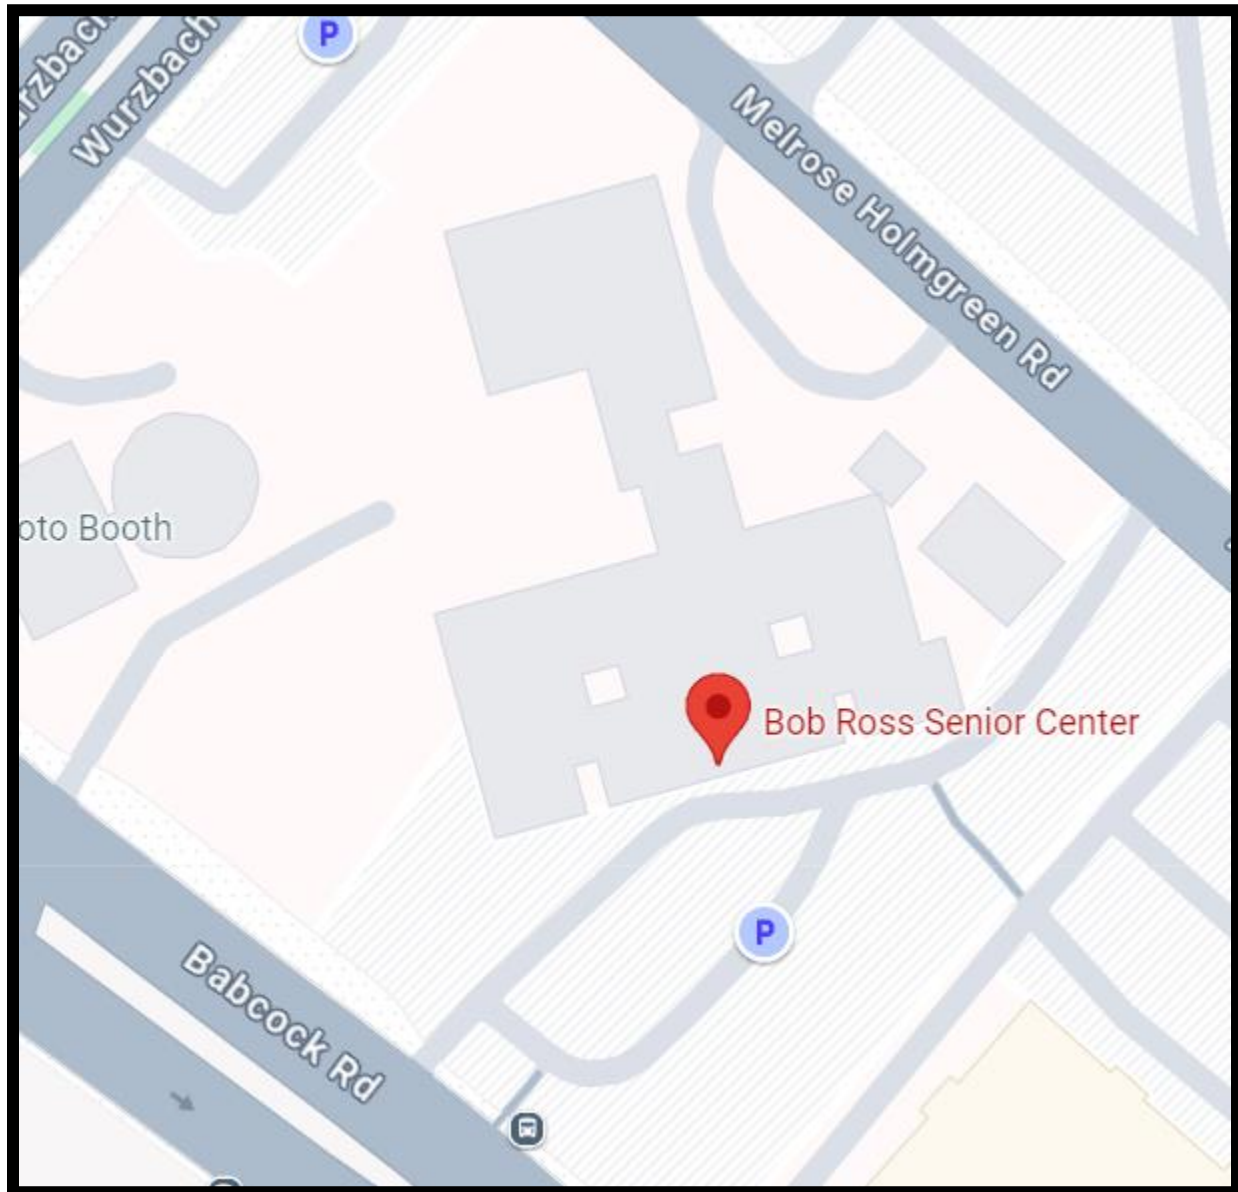 P
Wurzbach
Melrose Holmgreen Rd
oto Booth
Bob Ross Senior Center
P
Babcock Rd